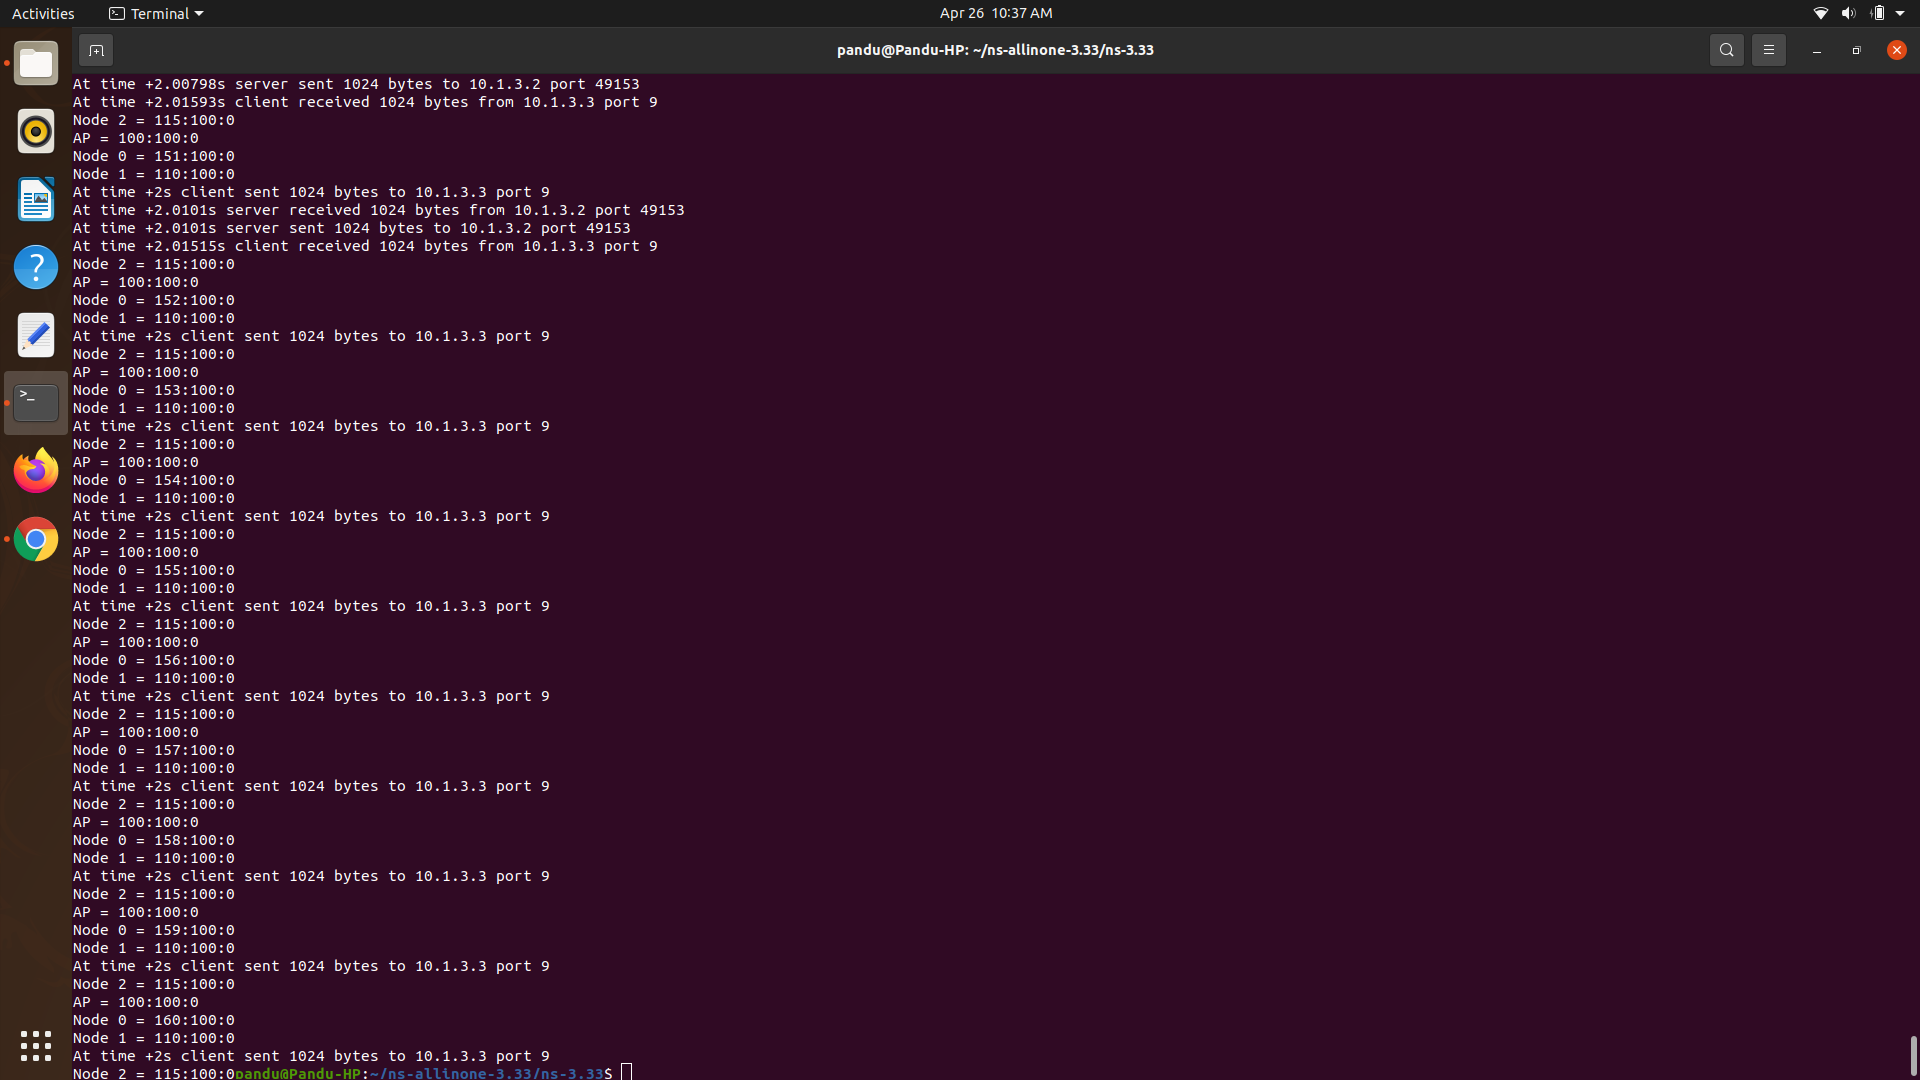 Activities
Terminal
Apr 26 10:37 AM
pandu@Pandu-HP: ~/ns-allinone-3.33/ns-3.33
At time +2.00798s server sent 1024 bytes to 10.1.3.2 port 49153
At time +2.01593s client received 1024 bytes from 10.1.3.3 port 9
Node 2 = 115:100:0
AP = 100:100:0
Node 0 = 151:100:0
Node 1 = 110:100:0
At time +2s client sent 1024 bytes to 10.1.3.3 port 9
At time +2.0101s server received 1024 bytes from 10.1.3.2 port 49153
At time +2.0101s server sent 1024 bytes to 10.1.3.2 port 49153
At time +2.01515s client received 1024 bytes from 10.1.3.3 port 9
Node 2 = 115:100:0
AP = 100:100:0
Node 0 = 152:100:0
Node 1 = 110:100:0
At time +2s client sent 1024 bytes to 10.1.3.3 port 9
Node 2 = 115:100:0
AP = 100:100:0
Node 0 = 153:100:0
Node 1 = 110:100:0
At time +2s client sent 1024 bytes to 10.1.3.3 port 9
Node 2 = 115:100:0
AP = 100:100:0
Node 0 = 154:100:0
Node 1 = 110:100:0
At time +2s client sent 1024 bytes to 10.1.3.3 port 9
Node 2 = 115:100:0
AP = 100:100:0
Node 0 = 155:100:0
Node 1 = 110:100:0
At time +2s client sent 1024 bytes to 10.1.3.3 port 9
Node 2 = 115:100:0
AP = 100:100:0
Node 0 = 156:100:0
Node 1 = 110:100:0
At time +2s client sent 1024 bytes to 10.1.3.3 port 9
Node 2 = 115:100:0
AP = 100:100:0
Node 0 = 157:100:0
Node 1 = 110:100:0
At time +2s client sent 1024 bytes to 10.1.3.3 port 9
Node 2 = 115:100:0
AP = 100:100:0
Node 0 = 158:100:0
Node 1 = 110:100:0
At time +2s client sent 1024 bytes to 10.1.3.3 port 9
Node 2 = 115:100:0
AP = 100:100:0
Node 0 = 159:100:0
Node 1 = 110:100:0
At time +2s client sent 1024 bytes to 10.1.3.3 port 9
Node 2 = 115:100:0
AP = 100:100:0
Node 0 = 160:100:0
Node 1 = 110:100:0
At time +2s client sent 1024 bytes to 10.1.3.3 port 9
Node 2 = 115:100:0pandu@Pandu-HP:~/ns-allinone-3.33/ns-3.33$